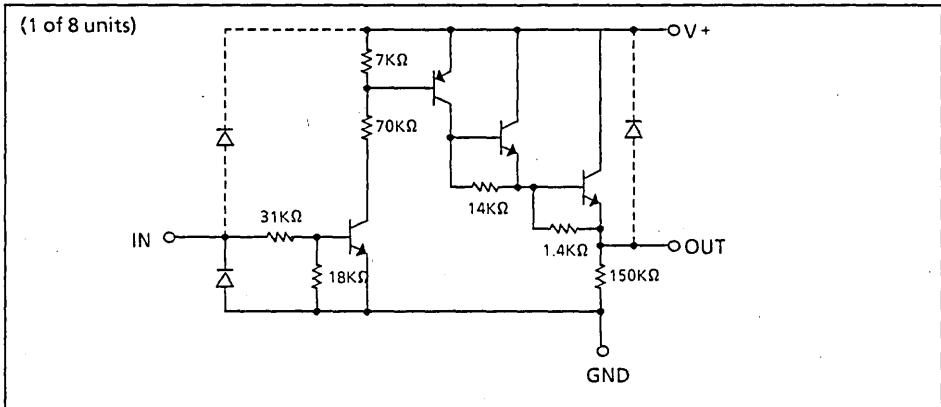 (1 of 8 units)
V+
7KΩ
70KΩ
14KΩ
31KΩ
IN
1.4KΩ
OUT
18KΩ
150KΩ
GND